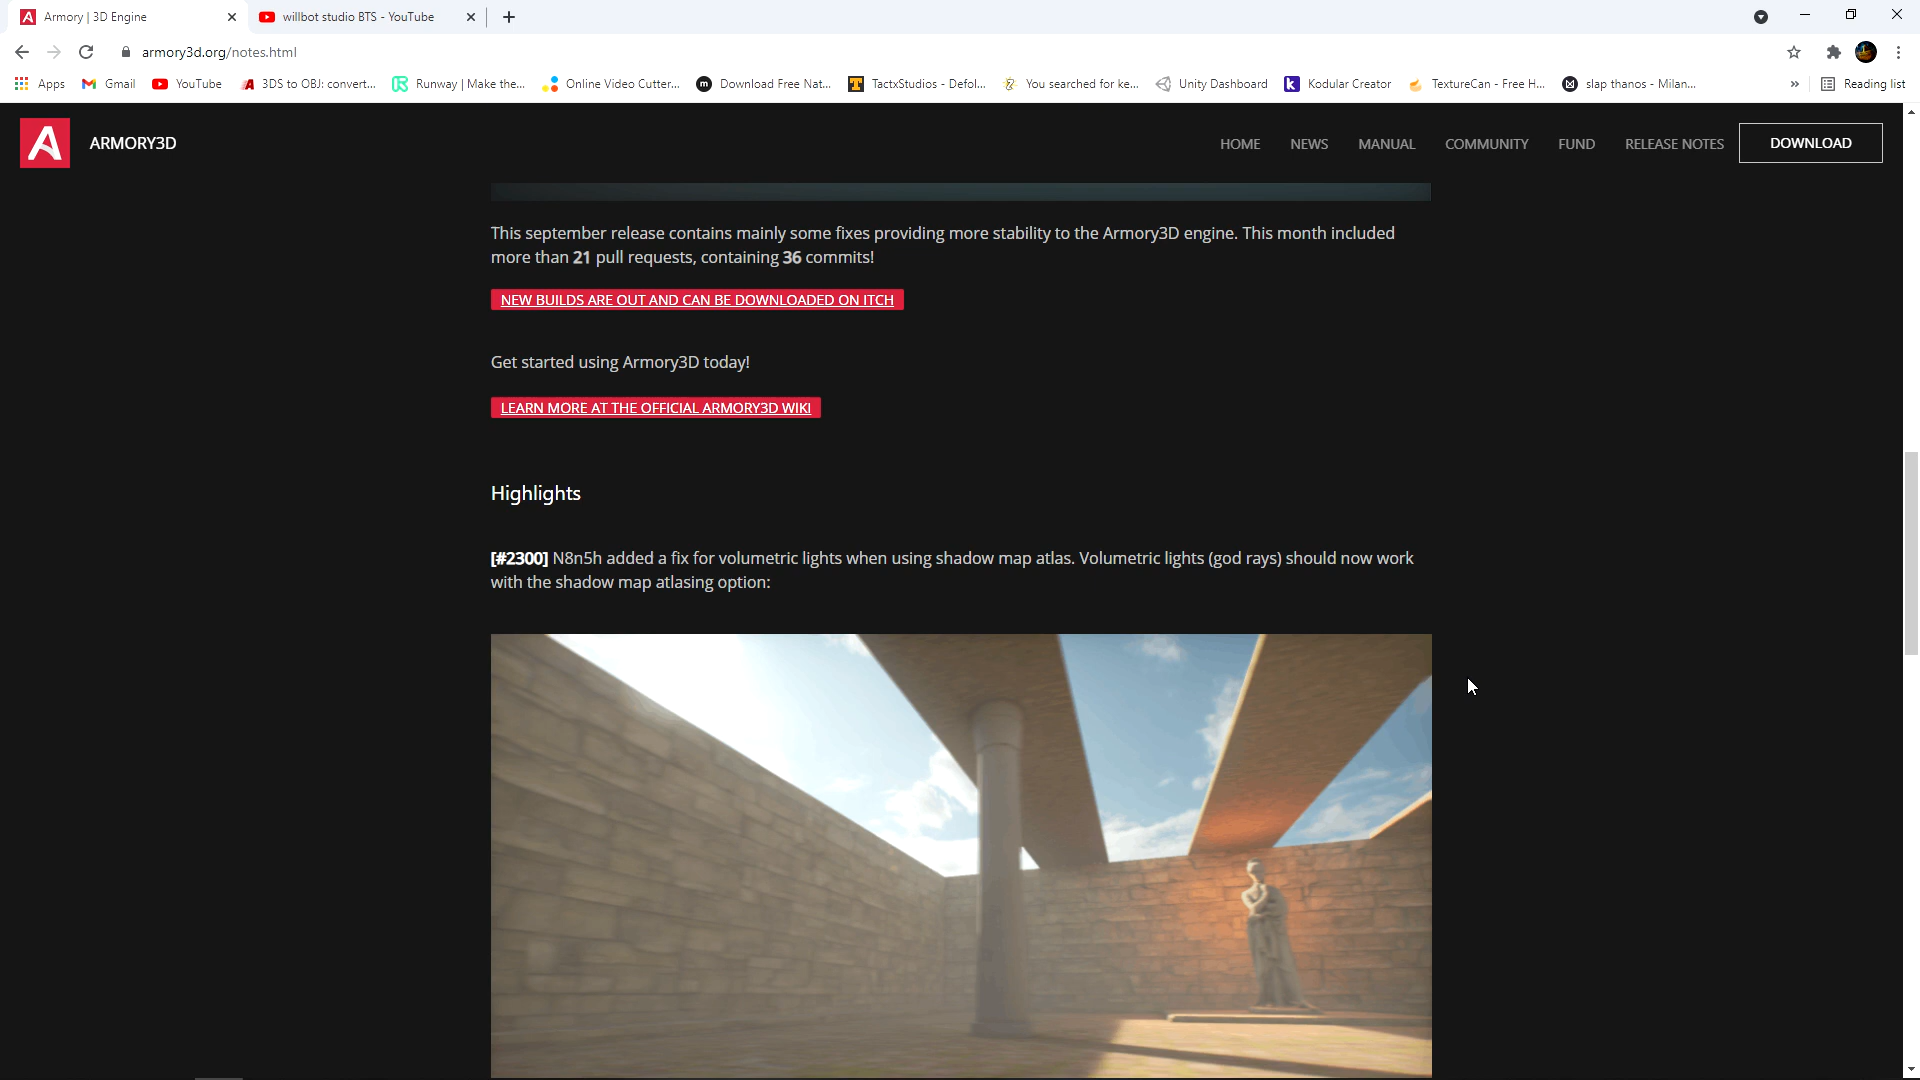 Armory | 3D Engine
willbot studio BTS - YouTube
armory3d.org/notes.html
Apps
Gmail
YouTube
3DS to OBJ: convert...
Runway | Make the...
Online Video Cutter...
Download Free Nat...
TactxStudios - Defol...
You searched for ke...
Unity Dashboard
Kodular Creator
TextureCan - Free H...
slap thanos - Milan...
»
Reading list
ARMORY3D
HOME
NEWS
MANUAL
COMMUNITY
FUND
RELEASE NOTES
DOWNLOAD
This september release contains mainly some fixes providing more stability to the Armory3D engine. This month included
more than 21 pull requests, containing 36 commits!
NEW BUILDS ARE OUT AND CAN BE DOWNLOADED ON ITCH
Get started using Armory3D today!
LEARN MORE AT THE OFFICIAL ARMORY3D WIKI
Highlights
[#2300] N8n5h added a fix for volumetric lights when using shadow map atlas. Volumetric lights (god rays) should now work
with the shadow map atlasing option: